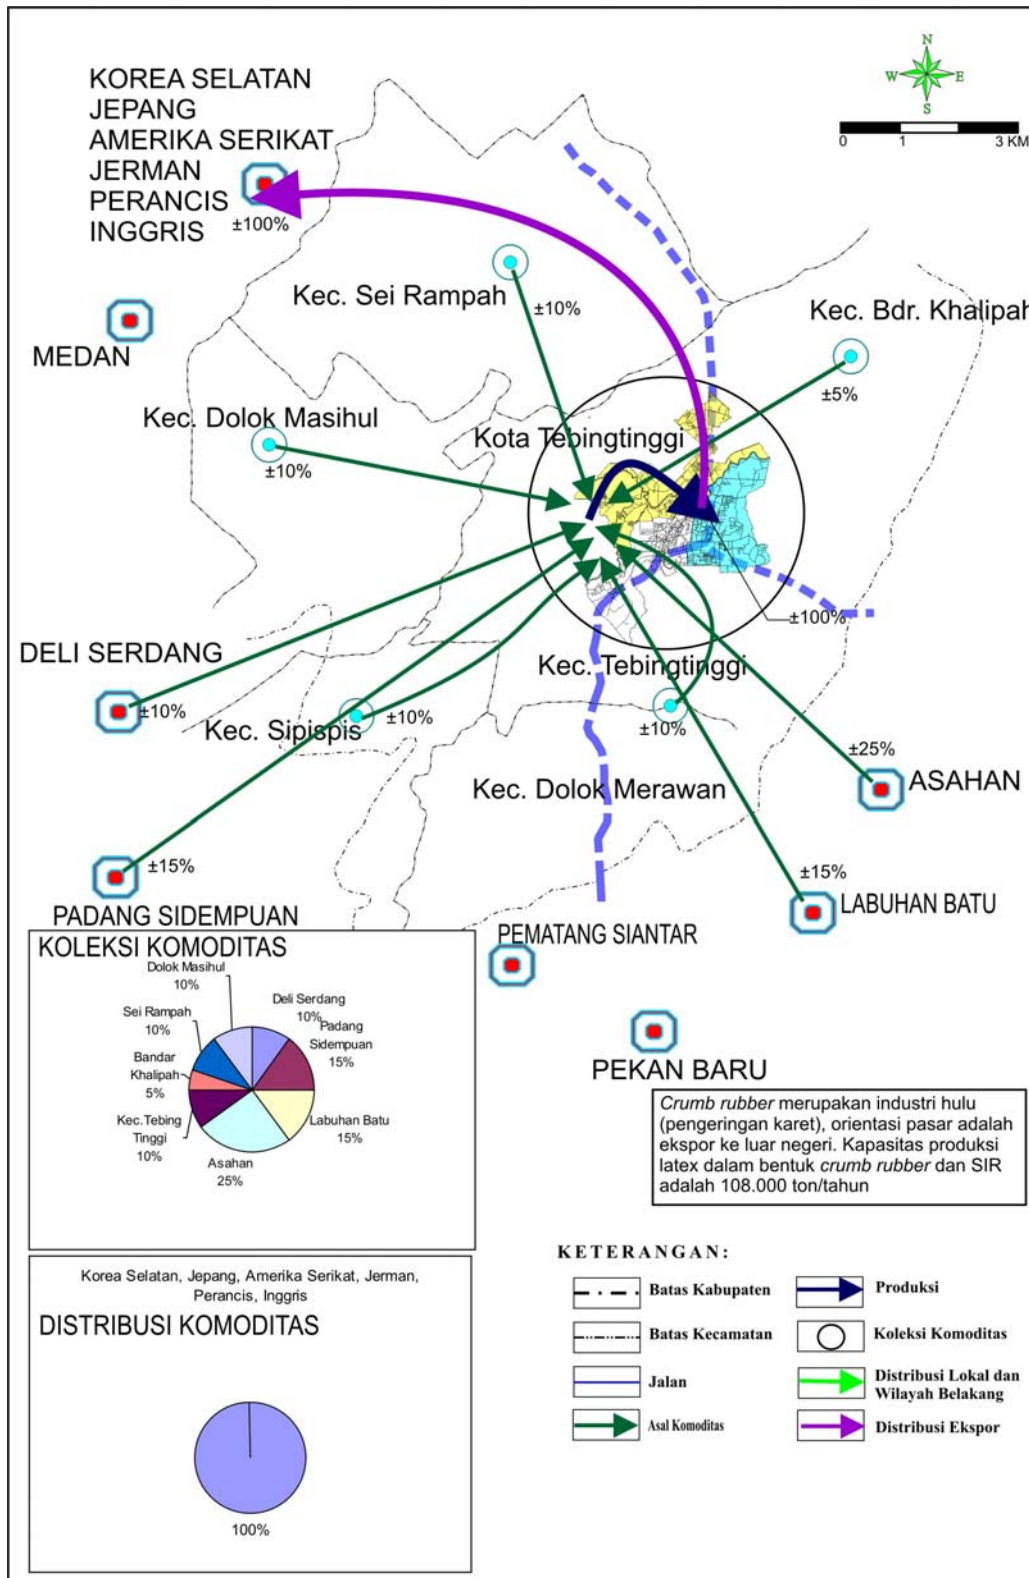 KOREA SELATAN
JEPANG
AMERIKA SERIKAT
JERMAN
PERANCIS
INGGRIS
±100%
N
W E
S
0 1 3 KM
Kec. Sei Rampah
±10%
Kec. Bdr. Khalipah
±5%
MEDAN
Kec. Dolok Masihul
±10%
Kota Tebingtinggi
±100%
DELI SERDANG
±10%
Kec. Sipispis
±10%
Kec. Tebingtinggi
±10%
±25%
ASAHAN
Kec. Dolok Merawan
±15%
PADANG SIDEMPUAN
±15%
LABUHAN BATU
PEMATANG SIANTAR
PEKAN BARU
KOLEKSI KOMODITAS
Dolok Masihul
10%
Deli Serdang
10%
Padang
Sidempuan
15%
Sei Rampah
10%
Bandar
Khalipah
5%
Kec.Tebing
Tinggi
10%
Labuhan Batu
15%
Asahan
25%
Crumb rubber merupakan industri hulu
(pengeringan karet), orientasi pasar adalah
ekspor ke luar negeri. Kapasitas produksi
latex dalam bentuk crumb rubber dan SIR
adalah 108.000 ton/tahun
Korea Selatan, Jepang, Amerika Serikat, Jerman,
Perancis, Inggris
DISTRIBUSI KOMODITAS
100%
KETERANGAN:
Batas Kabupaten
Batas Kecamatan
Jalan
Asal Komoditas
Produksi
Koleksi Komoditas
Distribusi Lokal dan
Wilayah Belakang
Distribusi Ekspor